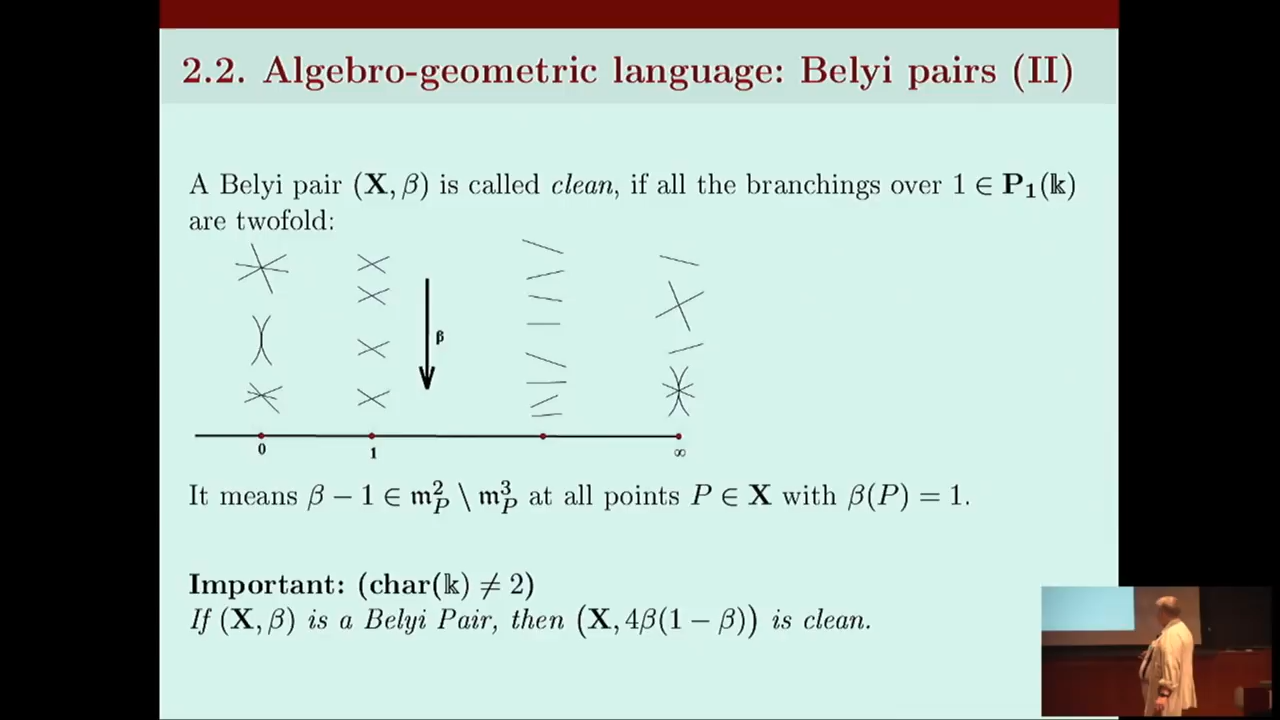 2.2. Algebro-geometric language: Belyi pairs (II)
A Belyi pair (X, β) is called clean, if all the branchings over 1 ∈ P₁(𝕜)
are twofold:
β
0 1 ∞
It means β − 1 ∈ 𝔪²_P \ 𝔪³_P at all points P ∈ X with β(P) = 1.
Important: (char(𝕜) ≠ 2)
If (X, β) is a Belyi Pair, then (X, 4β(1 − β)) is clean.